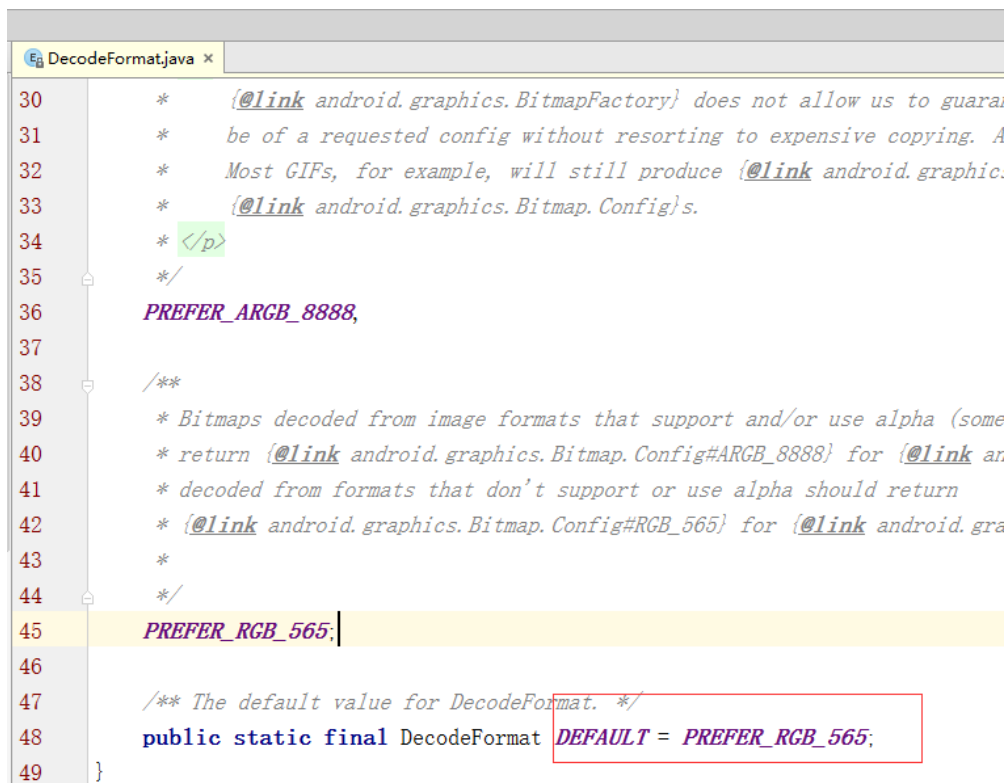 DecodeFormat.java ×
30 * {@link android.graphics.BitmapFactory} does not allow us to
31 * be of a requested config without resorting to expensive copying. A
32 * Most GIFs, for example, will still produce {@link android.graphics
33 * {@link android.graphics.Bitmap.Config}s.
34 * </p>
35 */
36 PREFER_ARGB_8888,
37
38 /**
39 * Bitmaps decoded from image formats that support and/or use alpha (some
40 * return {@link android.graphics.Bitmap.Config#ARGB_8888} for {@link an
41 * decoded from formats that don't support or use alpha should return
42 * {@link android.graphics.Bitmap.Config#RGB_565} for {@link android.gra
43 *
44 */
45 PREFER_RGB_565;
46
47 /** The default value for DecodeFormat. */
48 public static final DecodeFormat DEFAULT = PREFER_RGB_565;
49 }